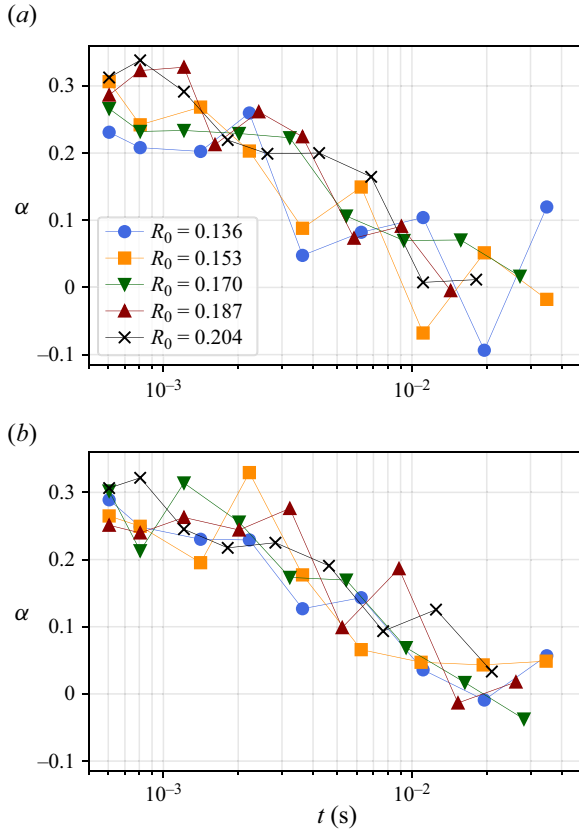 (a)
0.3
0.2
α
0.1
0
–0.1
R0 = 0.136
R0 = 0.153
R0 = 0.170
R0 = 0.187
R0 = 0.204
10–3
10–2
(b)
0.3
0.2
α
0.1
0
–0.1
10–3
10–2
t (s)